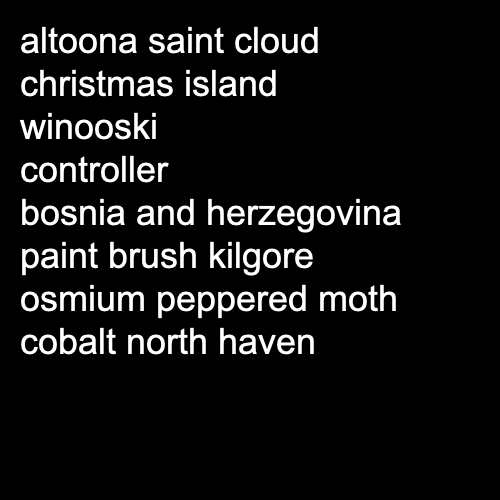 altoona saint cloud
christmas island
winooski
controller
bosnia and herzegovina
paint brush kilgore
osmium peppered moth
cobalt north haven